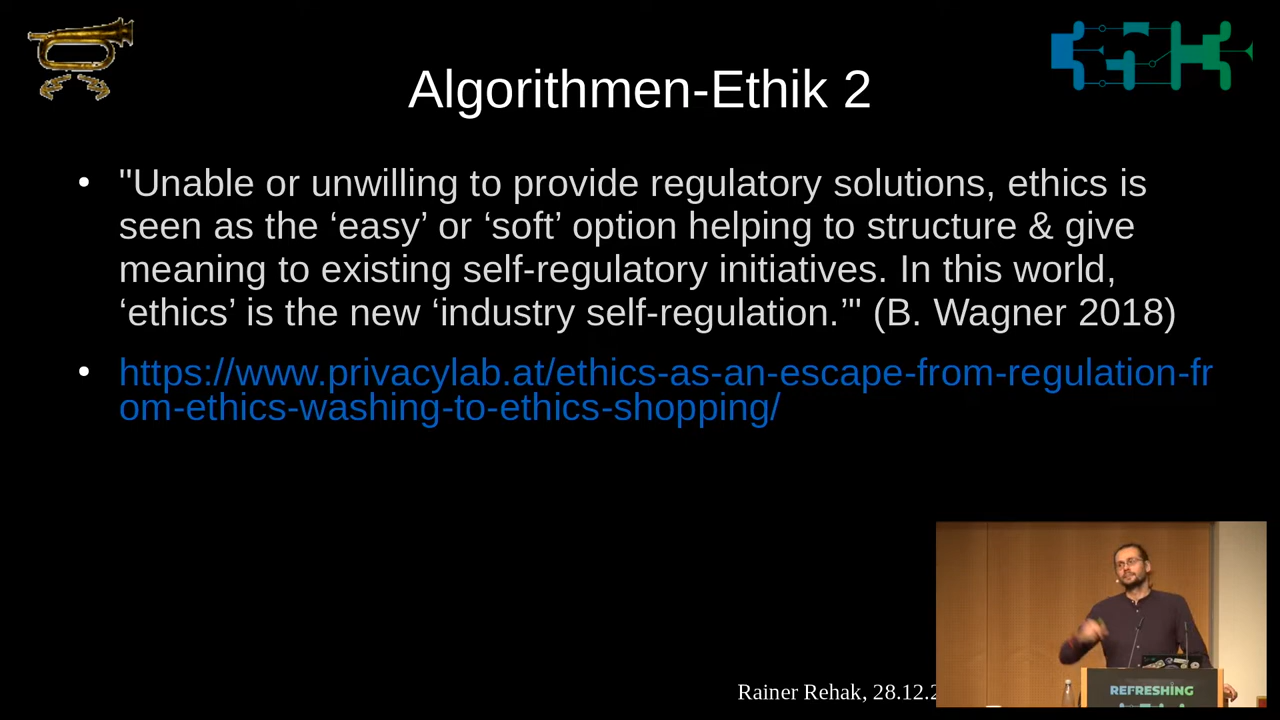 Algorithmen-Ethik 2
• "Unable or unwilling to provide regulatory solutions, ethics is
seen as the ‘easy’ or ‘soft’ option helping to structure & give
meaning to existing self-regulatory initiatives. In this world,
‘ethics’ is the new ‘industry self-regulation.’" (B. Wagner 2018)
• https://www.privacylab.at/ethics-as-an-escape-from-regulation-fr
om-ethics-washing-to-ethics-shopping/
Rainer Rehak, 28.12.2
REFRESHING